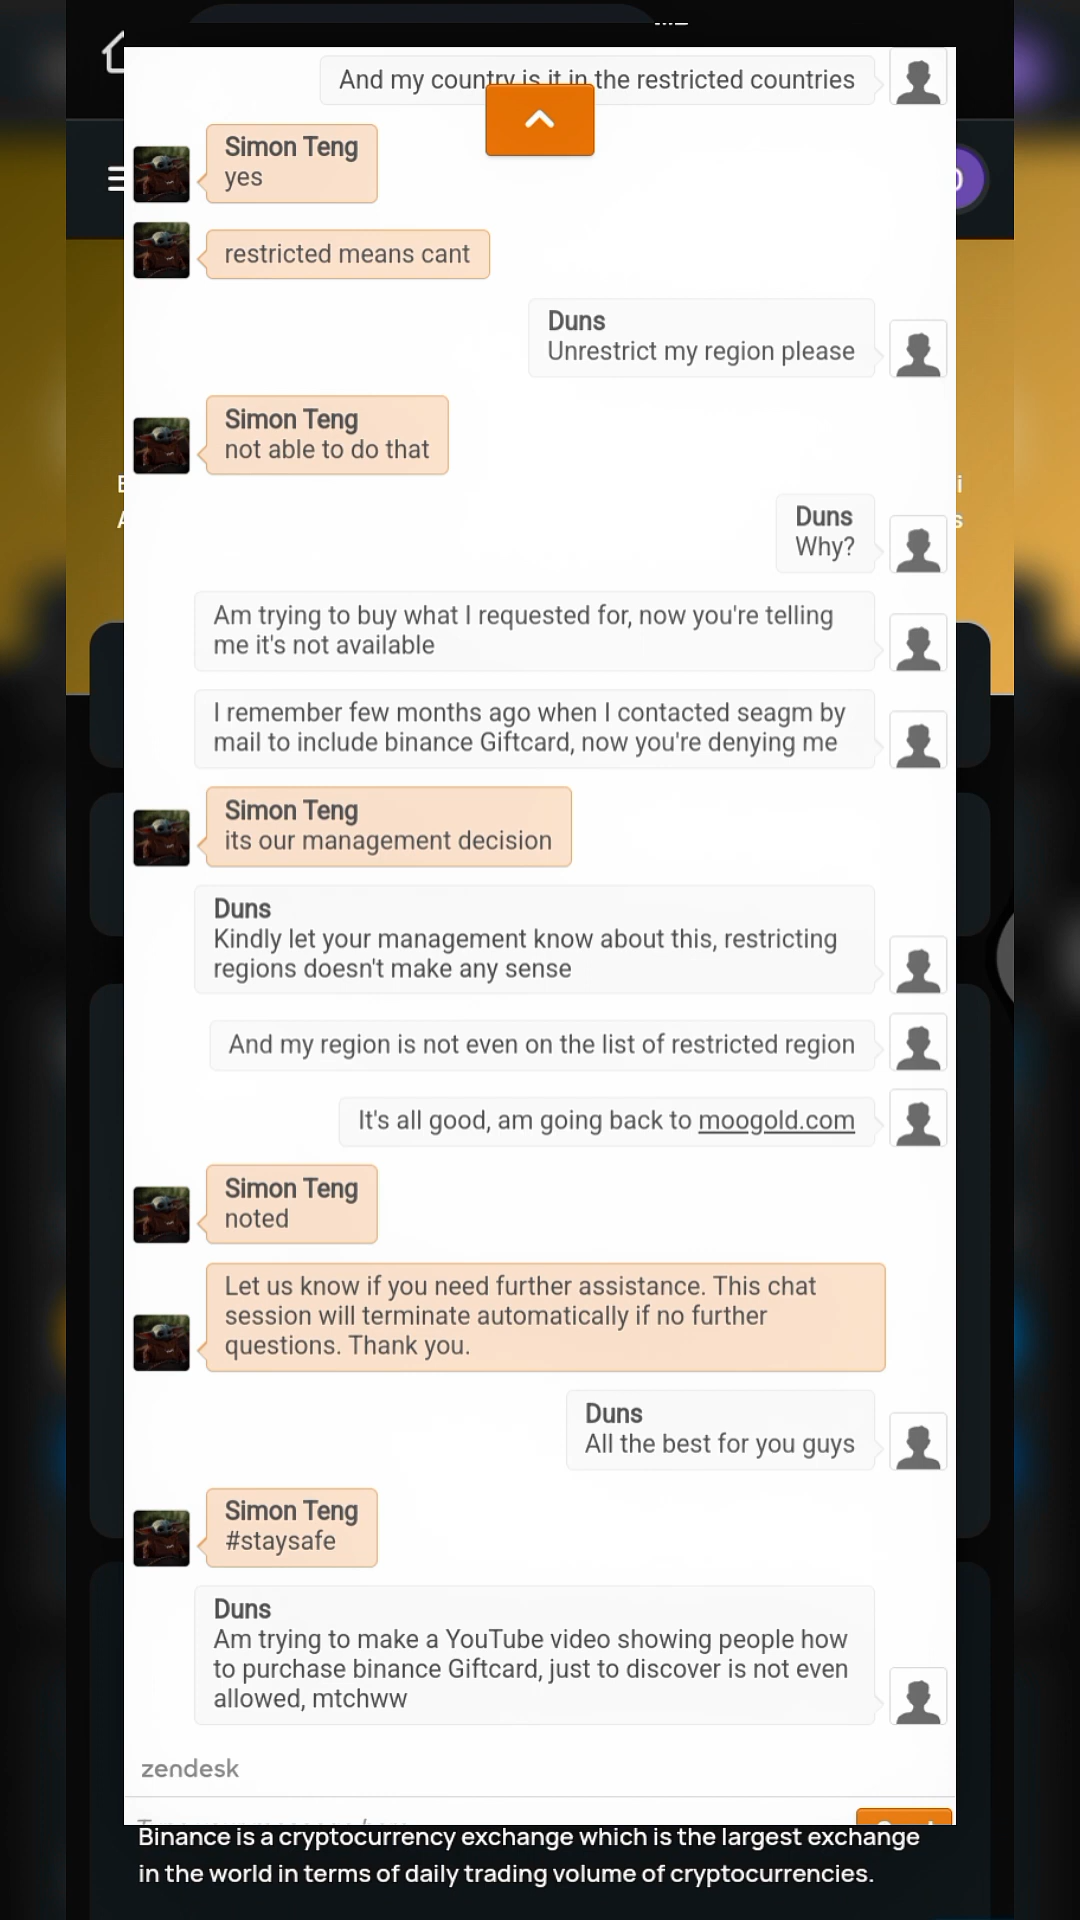 And my country is it in the restricted countries
Simon Teng
yes
restricted means cant
Duns
Unrestrict my region please
Simon Teng
not able to do that
Duns
Why?
Am trying to buy what I requested for, now you're telling
me it's not available
I remember few months ago when I contacted seagm by
mail to include binance Giftcard, now you're denying me
Simon Teng
its our management decision
Duns
Kindly let your management know about this, restricting
regions doesn't make any sense
And my region is not even on the list of restricted region
It's all good, am going back to moogold.com
Simon Teng
noted
Let us know if you need further assistance. This chat
session will terminate automatically if no further
questions. Thank you.
Duns
All the best for you guys
Simon Teng
#staysafe
Duns
Am trying to make a YouTube video showing people how
to purchase binance Giftcard, just to discover is not even
allowed, mtchww
zendesk
Binance is a cryptocurrency exchange which is the largest exchange
in the world in terms of daily trading volume of cryptocurrencies.